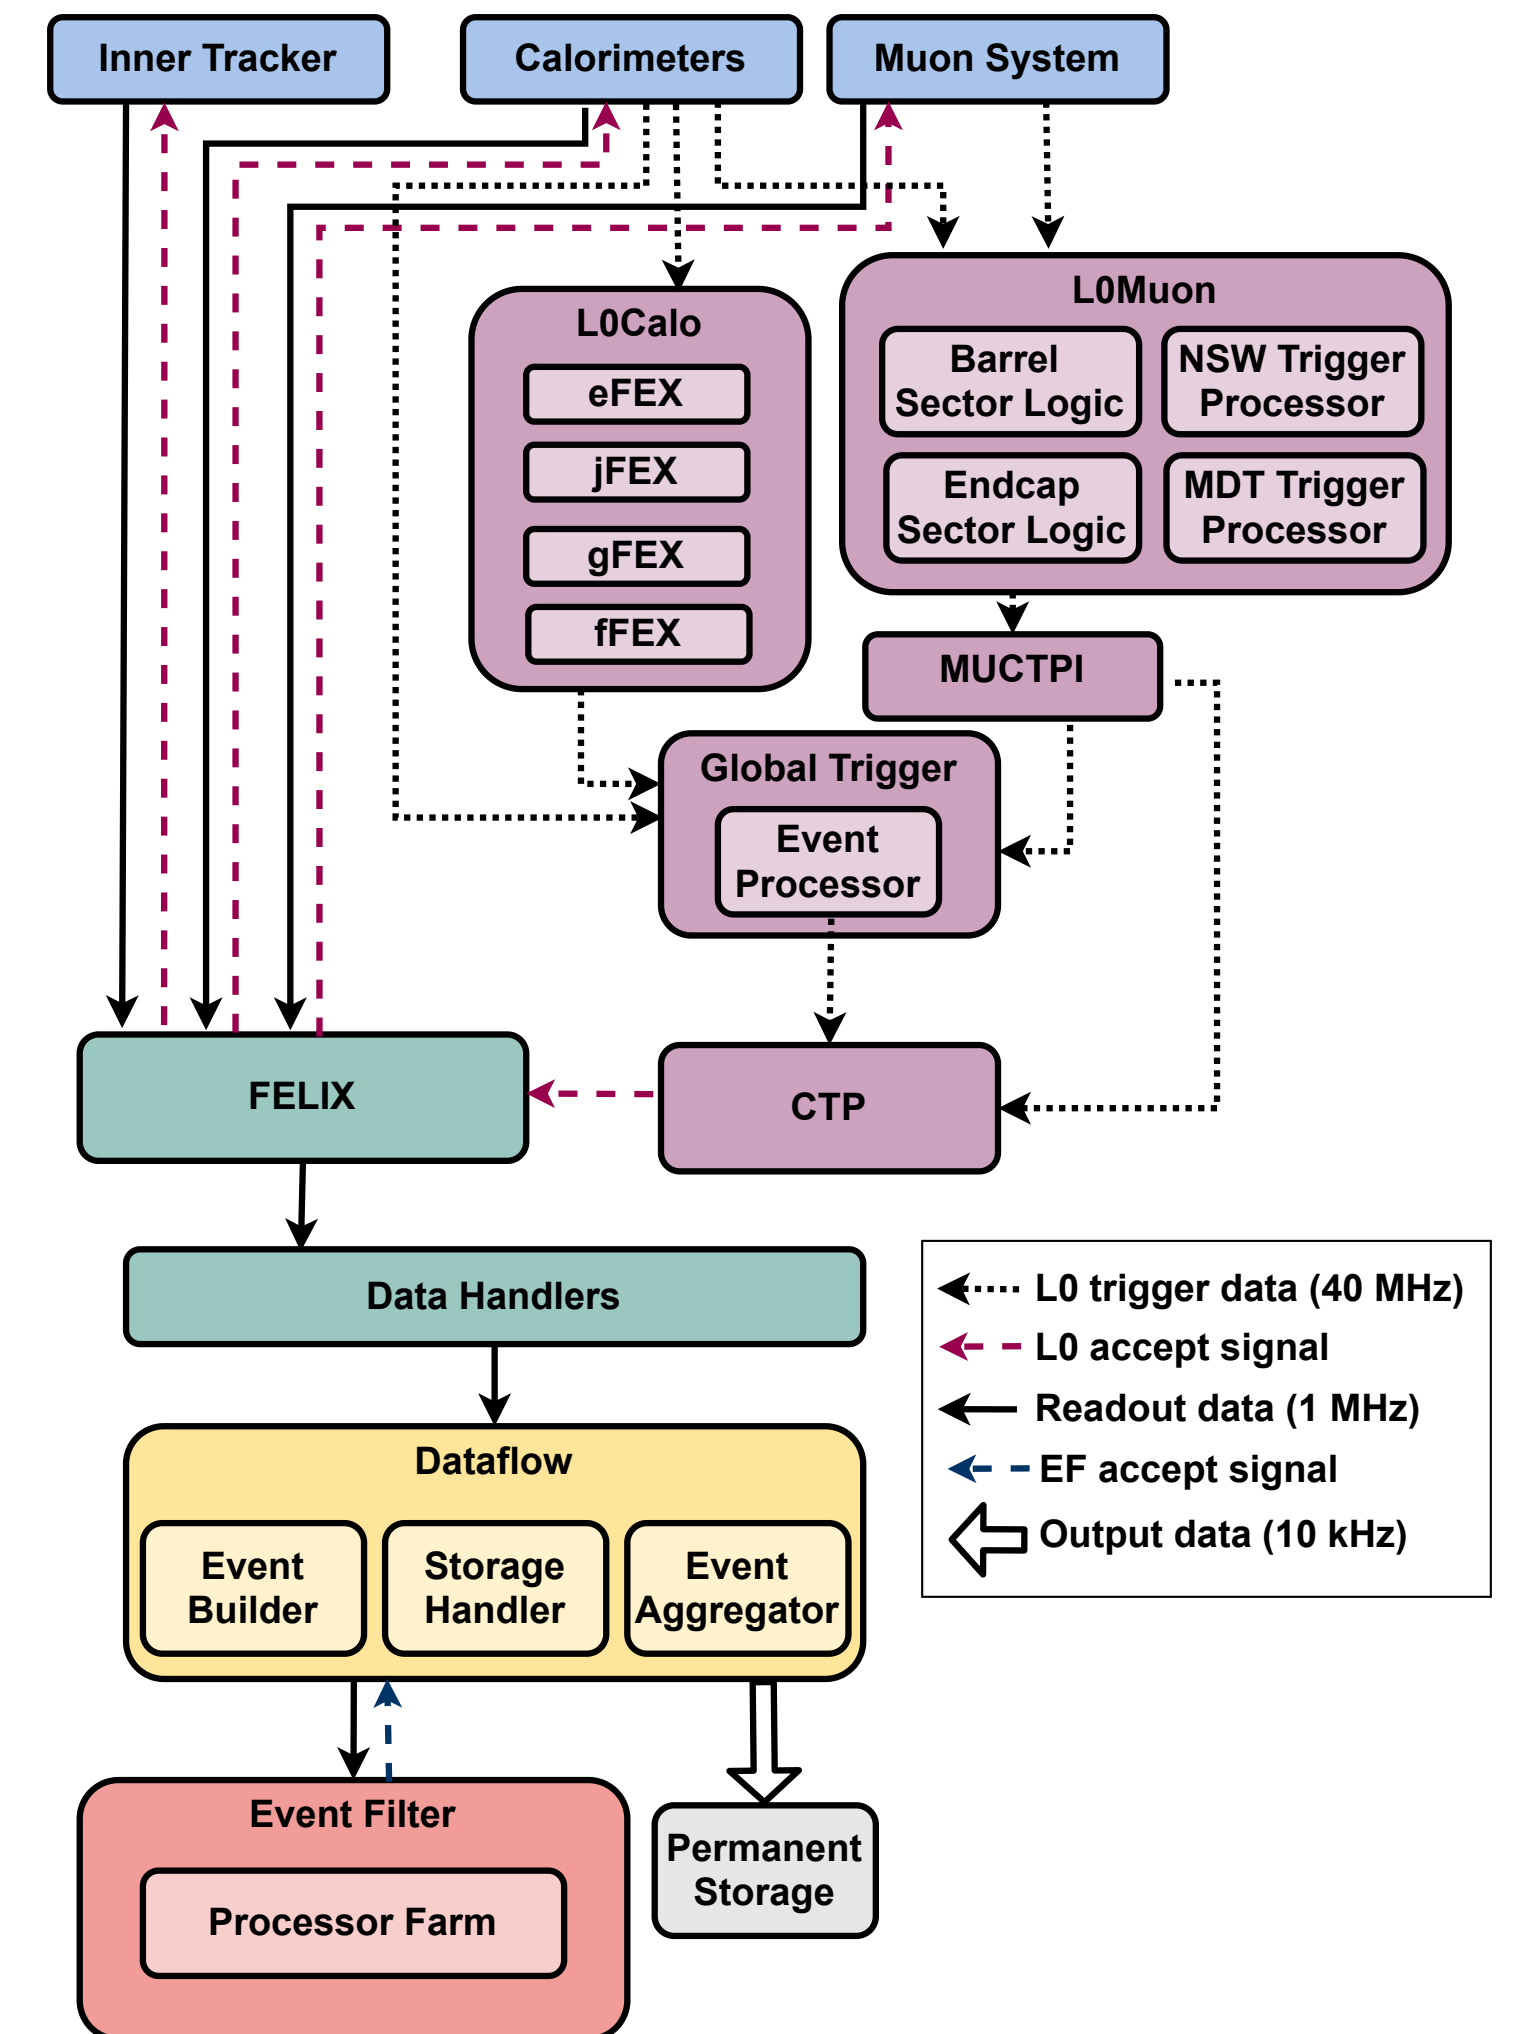 Inner Tracker
Calorimeters
Muon System
L0Calo
eFEX
jFEX
gFEX
fFEX
L0Muon
Barrel
Sector Logic
NSW Trigger
Processor
Endcap
Sector Logic
MDT Trigger
Processor
MUCTPI
Global Trigger
Event
Processor
FELIX
CTP
Data Handlers
L0 trigger data (40 MHz)
L0 accept signal
Readout data (1 MHz)
EF accept signal
Output data (10 kHz)
Dataflow
Event
Builder
Storage
Handler
Event
Aggregator
Event Filter
Processor Farm
Permanent
Storage